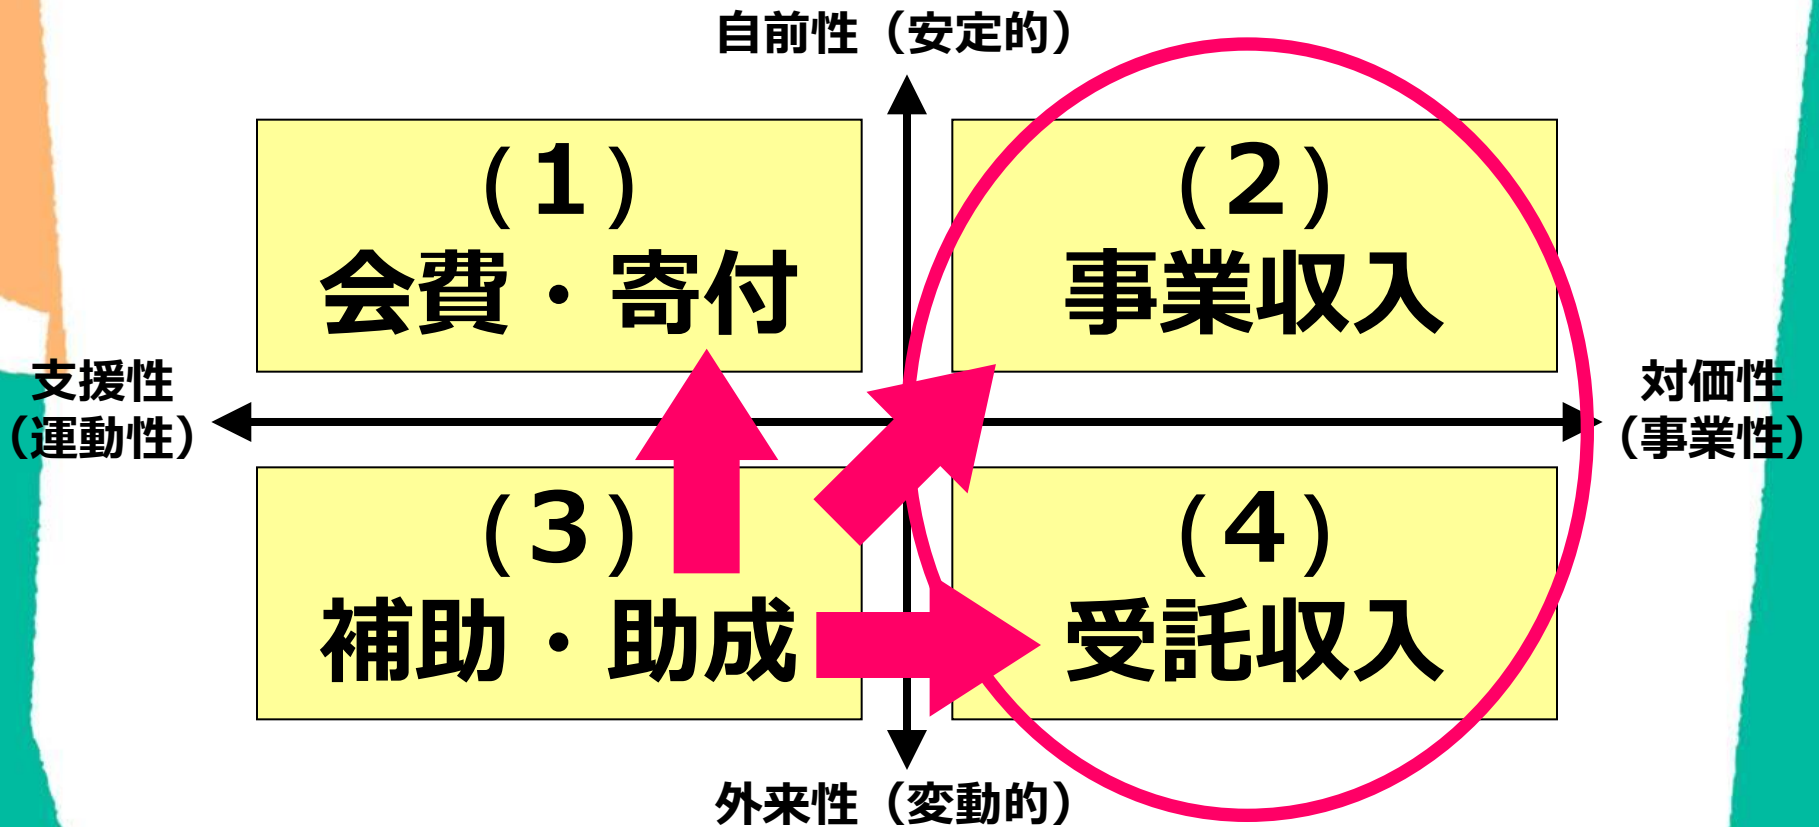 自前性（安定的）
（１）
会費・寄付
（２）
事業収入
支援性
（運動性）
対価性
（事業性）
（３）
補助・助成
（４）
受託収入
外来性（変動的）